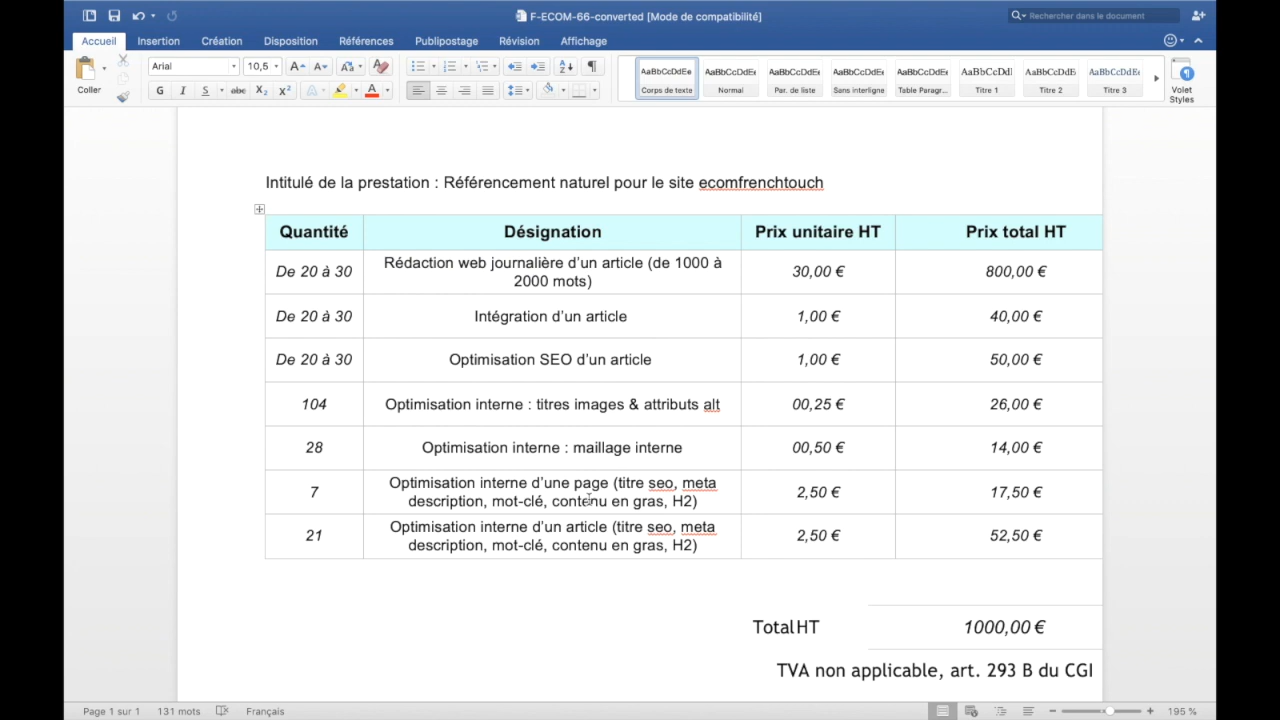 F-ECOM-66-converted [Mode de compatibilité]
Rechercher dans le document
Accueil Insertion Création Disposition Références Publipostage Révision Affichage
Coller
Arial 10,5
G I S abc X2 X2 A A
AaBbCcDdEe AaBbCcDdEe AaBbCcDdEe AaBbCcDdEe AaBbCcDdEe AaBbCcDdI AaBbCcDdE AaBbCcDdEe
Corps de texte Normal Par. de liste Sans interligne Table Paragr... Titre 1 Titre 2 Titre 3
Volet
Styles
Intitulé de la prestation : Référencement naturel pour le site ecomfrenchtouch
Quantité Désignation Prix unitaire HT Prix total HT
De 20 à 30 Rédaction web journalière d'un article (de 1000 à 2000 mots) 30,00 € 800,00 €
De 20 à 30 Intégration d'un article 1,00 € 40,00 €
De 20 à 30 Optimisation SEO d'un article 1,00 € 50,00 €
104 Optimisation interne : titres images & attributs alt 00,25 € 26,00 €
28 Optimisation interne : maillage interne 00,50 € 14,00 €
7 Optimisation interne d'une page (titre seo, meta description, mot-clé, contenu en gras, H2) 2,50 € 17,50 €
21 Optimisation interne d'un article (titre seo, meta description, mot-clé, contenu en gras, H2) 2,50 € 52,50 €
Total HT 1000,00 €
TVA non applicable, art. 293 B du CGI
Page 1 sur 1 131 mots Français 195 %